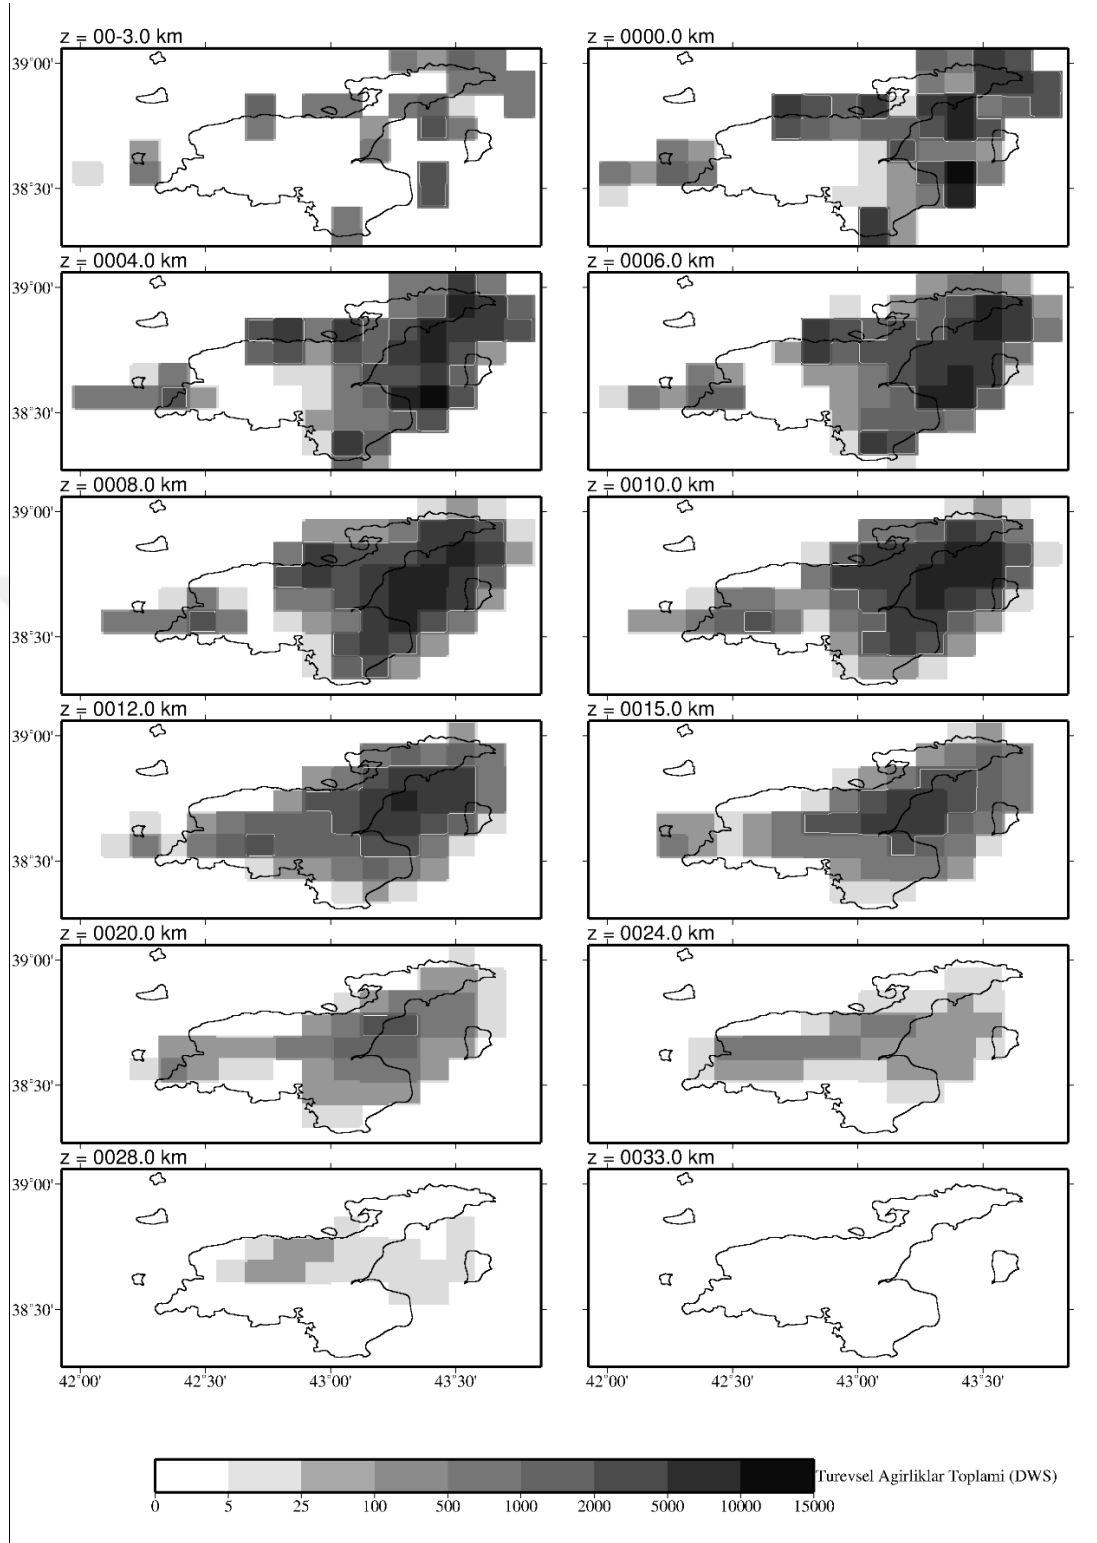 z = 00-3.0 km
z = 0000.0 km
39°00'
38°30'
z = 0004.0 km
z = 0006.0 km
39°00'
38°30'
z = 0008.0 km
z = 0010.0 km
39°00'
38°30'
z = 0012.0 km
z = 0015.0 km
39°00'
38°30'
z = 0020.0 km
z = 0024.0 km
39°00'
38°30'
z = 0028.0 km
z = 0033.0 km
39°00'
38°30'
42°00' 42°30' 43°00' 43°30' 42°00' 42°30' 43°00' 43°30'
Turevsel Agirliklar Toplami (DWS)
0 5 25 100 500 1000 2000 5000 10000 15000